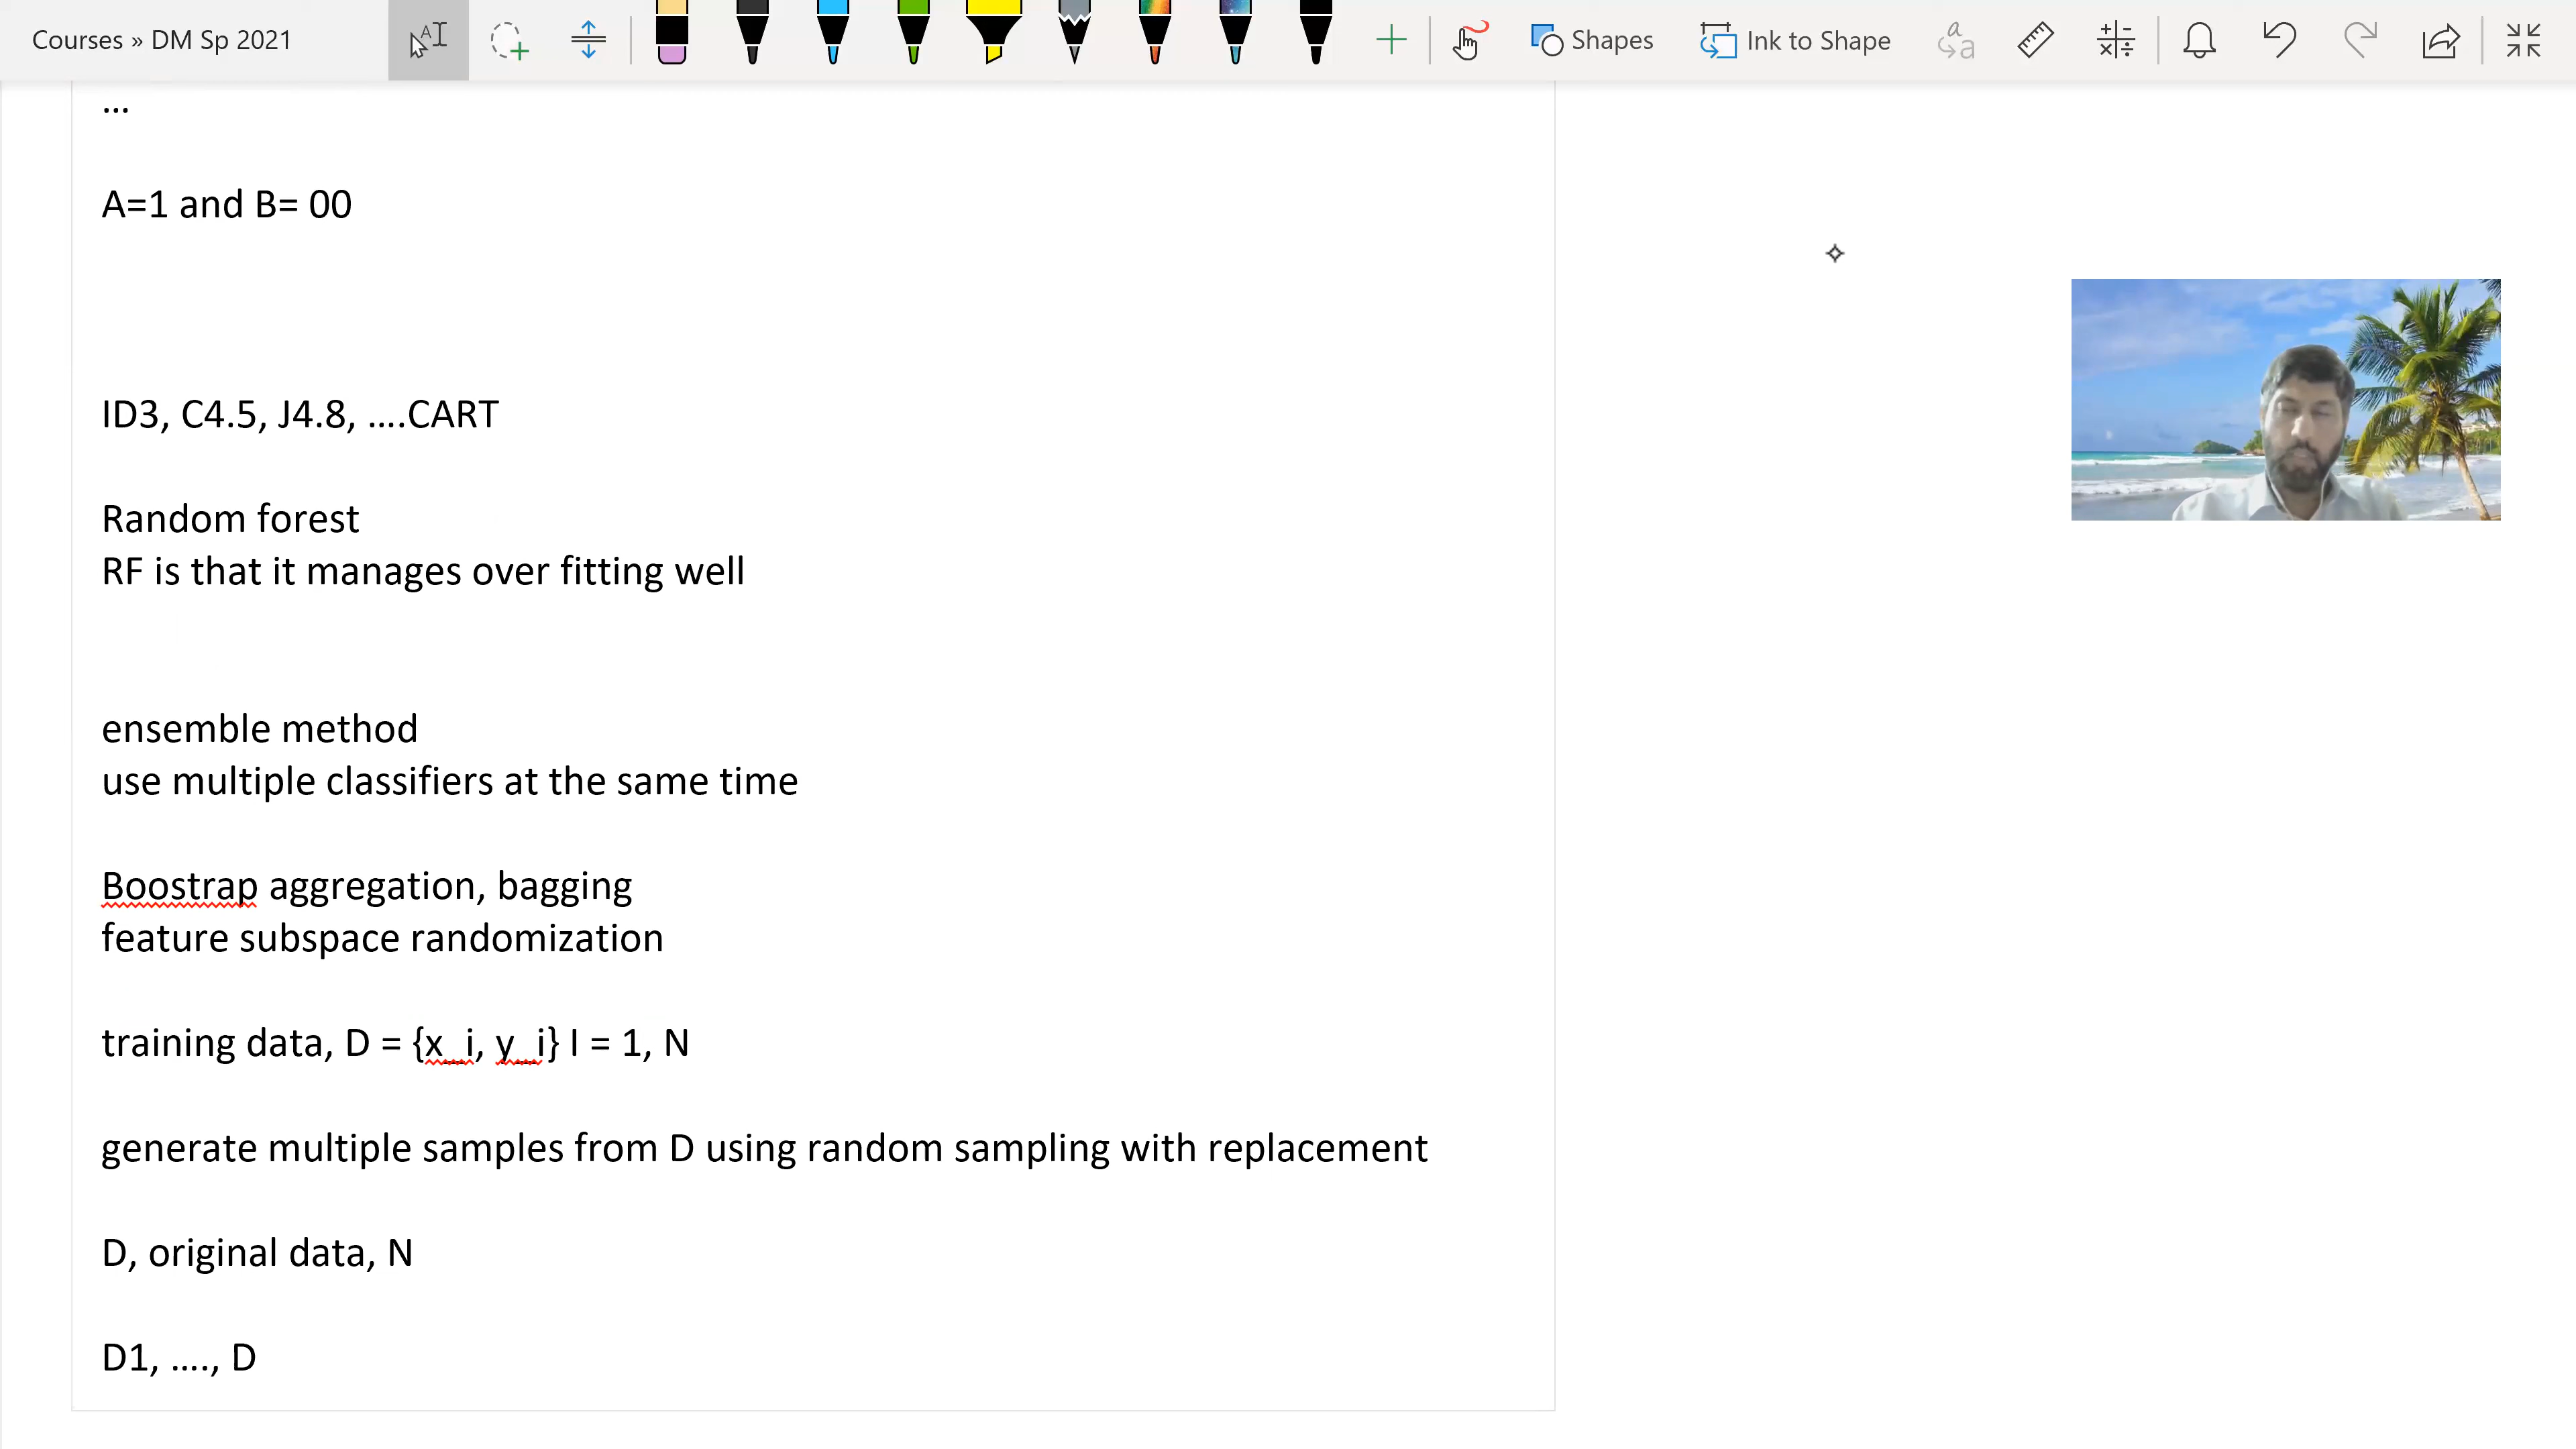 Courses » DM Sp 2021
Shapes
Ink to Shape
...
A=1 and B= 00
ID3, C4.5, J4.8, ....CART
Random forest
RF is that it manages over fitting well
ensemble method
use multiple classifiers at the same time
Boostrap aggregation, bagging
feature subspace randomization
training data, D = {x_i, y_i} I = 1, N
generate multiple samples from D using random sampling with replacement
D, original data, N
D1, ...., D